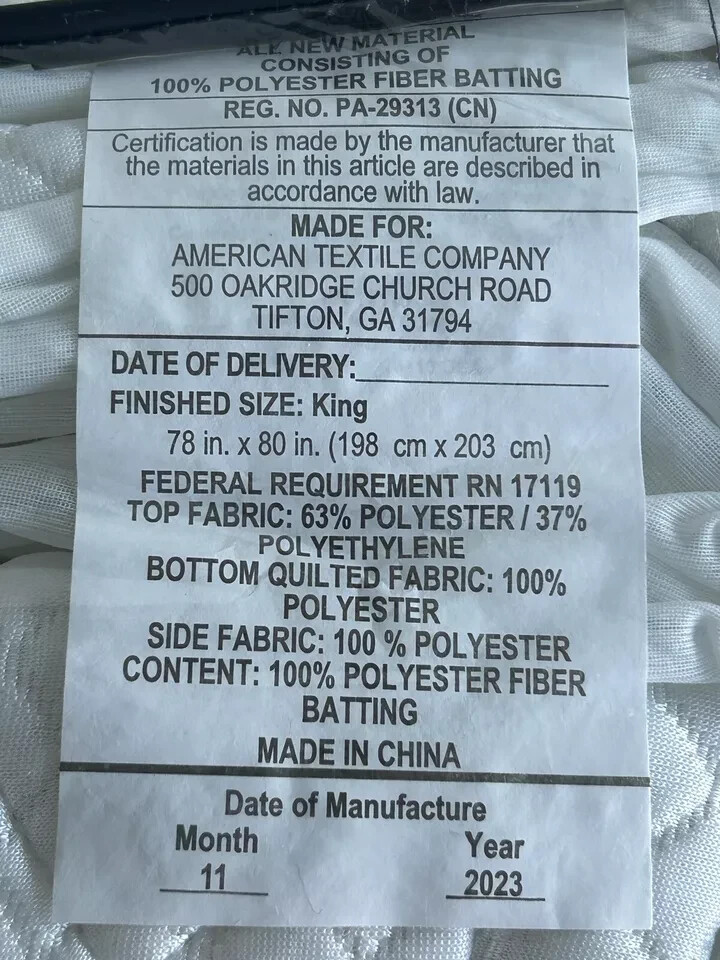 ALL NEW MATERIAL
CONSISTING OF
100% POLYESTER FIBER BATTING
REG. NO. PA-29313 (CN)
Certification is made by the manufacturer that
the materials in this article are described in
accordance with law.
MADE FOR:
AMERICAN TEXTILE COMPANY
500 OAKRIDGE CHURCH ROAD
TIFTON, GA 31794
DATE OF DELIVERY:
FINISHED SIZE: King
78 in. x 80 in. (198 cm x 203 cm)
FEDERAL REQUIREMENT RN 17119
TOP FABRIC: 63% POLYESTER / 37%
POLYETHYLENE
BOTTOM QUILTED FABRIC: 100%
POLYESTER
SIDE FABRIC: 100 % POLYESTER
CONTENT: 100% POLYESTER FIBER
BATTING
MADE IN CHINA
Date of Manufacture
Month Year
11 2023